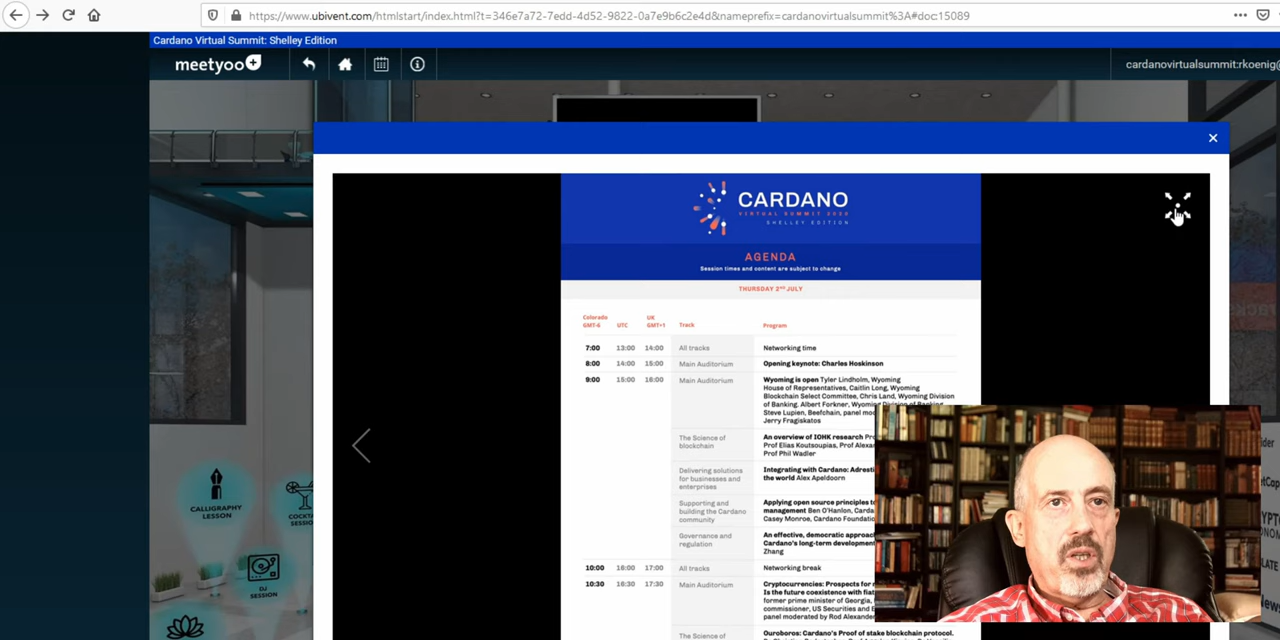 https://www.ubivent.com/htmlstart/index.html?t=346e7a72-7edd-4d52-9822-0a7e9b6c2e4d&nameprefix=cardanovirtualsummit%3A#doc:15089
Cardano Virtual Summit: Shelley Edition
meetyoo
cardanovirtualsummit:rkoenig@
CARDANO
VIRTUAL SUMMIT 2020
SHELLEY EDITION
AGENDA
Session times and content are subject to change
THURSDAY 2ND JULY
Colorado GMT-6 UTC UK GMT+1 Track Program
7:00 13:00 14:00 All tracks Networking time
8:00 14:00 15:00 Main Auditorium Opening keynote: Charles Hoskinson
9:00 15:00 16:00 Main Auditorium Wyoming is open Tyler Lindholm, Wyoming
House of Representatives, Caitlin Long, Wyoming
Blockchain Select Committee, Chris Land, Wyoming Division
of Banking. Albert Forkner, Wyoming Division of Banking
Steve Lupien, Beefchain, panel mod
Jerry Fragiskatos
The Science of
blockchain
An overview of IOHK research Pro
Prof Elias Koutsoupias, Prof Alexa
Prof Phil Wadler
Delivering solutions
for businesses and
enterprises
Integrating with Cardano: Adresti
the world Alex Apeldoorn
Supporting and
building the Cardano
community
Applying open source principles to
management Ben O'Hanlon, Carda
Casey Monroe, Cardano Foundatio
Governance and
regulation
An effective, democratic approac
Cardano's long-term development
Zhang
10:00 16:00 17:00 All tracks Networking break
10:30 16:30 17:30 Main Auditorium Cryptocurrencies: Prospects for
Is the future coexistence with fiat
former prime minister of Georgia,
commissioner, US Securities and E
panel moderated by Rod Alexander
The Science of
Ouroboros: Cardano's Proof of stake blockchain protocol.
CALLIGRAPHY
LESSON
COCKT
SESSIO
DJ
SESSION